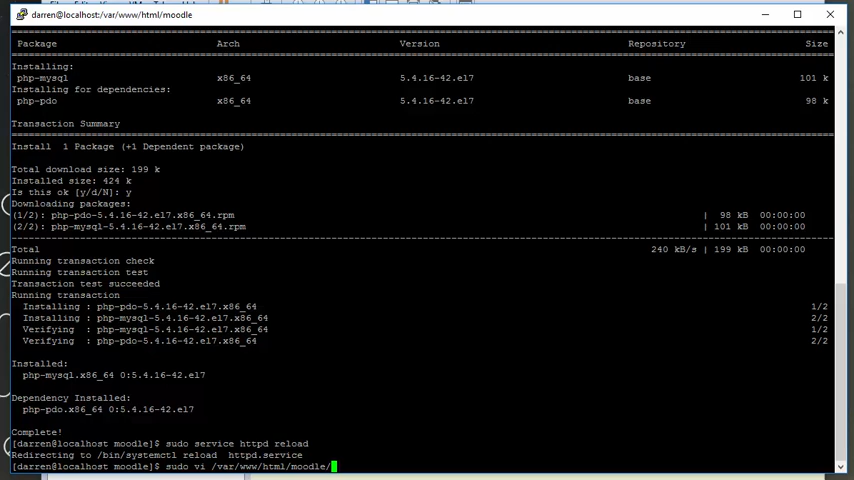 darren@localhost:/var/www/html/moodle
Package Arch Version Repository Size
Installing:
php-mysql x86_64 5.4.16-42.el7 base 101 k
Installing for dependencies:
php-pdo x86_64 5.4.16-42.el7 base 98 k
Transaction Summary
Install 1 Package (+1 Dependent package)
Total download size: 199 k
Installed size: 424 k
Is this ok [y/d/N]: y
Downloading packages:
(1/2): php-pdo-5.4.16-42.el7.x86_64.rpm | 98 kB 00:00:00
(2/2): php-mysql-5.4.16-42.el7.x86_64.rpm | 101 kB 00:00:00
Total 240 kB/s | 199 kB 00:00:00
Running transaction check
Running transaction test
Transaction test succeeded
Running transaction
Installing : php-pdo-5.4.16-42.el7.x86_64 1/2
Installing : php-mysql-5.4.16-42.el7.x86_64 2/2
Verifying : php-mysql-5.4.16-42.el7.x86_64 1/2
Verifying : php-pdo-5.4.16-42.el7.x86_64 2/2
Installed:
php-mysql.x86_64 0:5.4.16-42.el7
Dependency Installed:
php-pdo.x86_64 0:5.4.16-42.el7
Complete!
[darren@localhost moodle]$ sudo service httpd reload
Redirecting to /bin/systemctl reload httpd.service
[darren@localhost moodle]$ sudo vi /var/www/html/moodle/